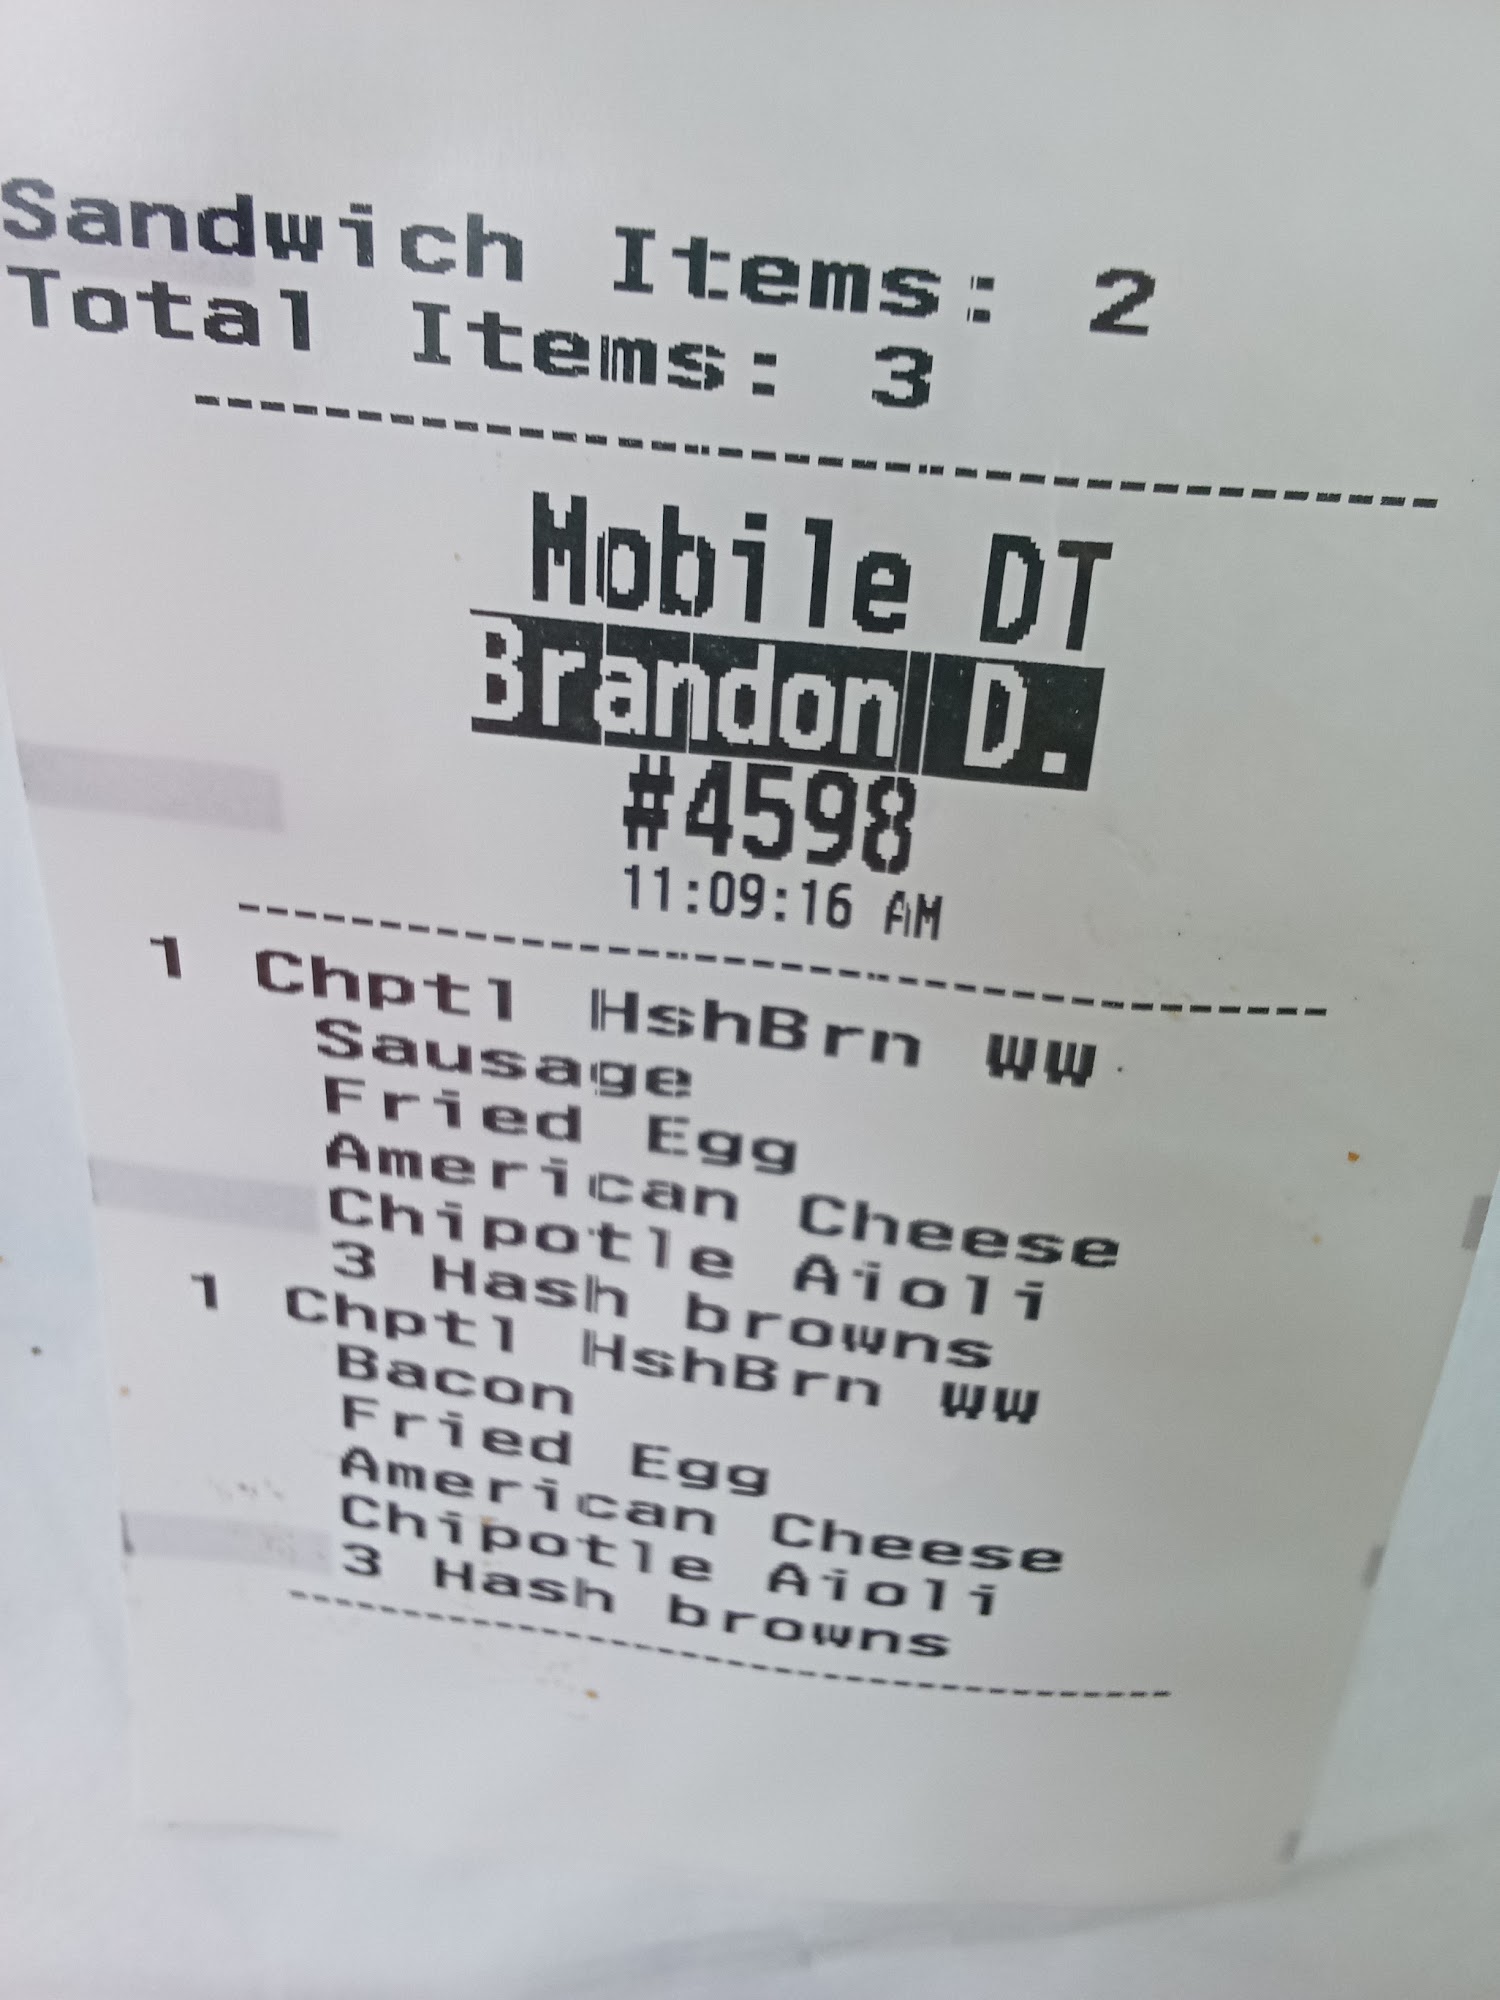 Sandwich Items: 2
Total Items: 3
Mobile DT
Brandon D.
#4598
11:09:16 AM
1 Chptl HshBrn WW
Sausage
Fried Egg
American Cheese
Chipotle Aioli
3 Hash browns
1 Chptl HshBrn WW
Bacon
Fried Egg
American Cheese
Chipotle Aioli
3 Hash browns